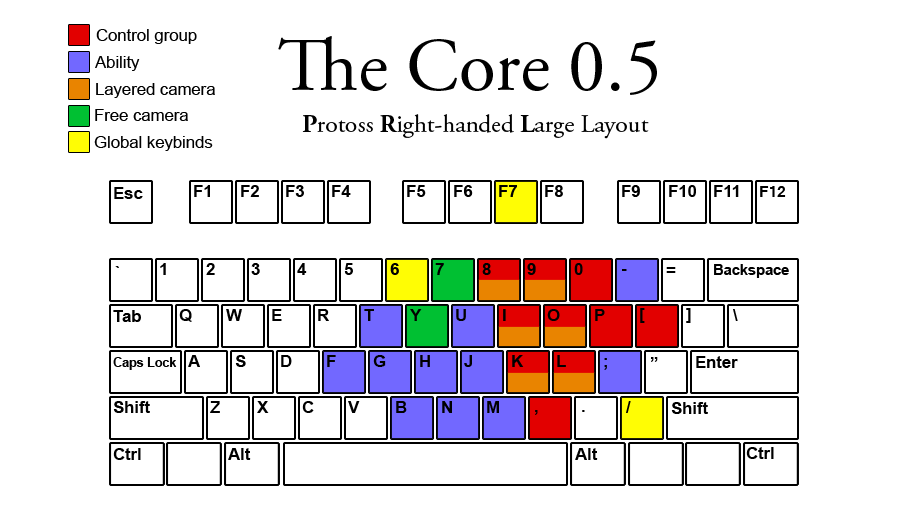 Control group
Ability
Layered camera
Free camera
Global keybinds
The Core 0.5
Protoss Right-handed Large Layout
Esc F1 F2 F3 F4 F5 F6 F7 F8 F9 F10 F11 F12
` 1 2 3 4 5 6 7 8 9 0 - = Backspace
Tab Q W E R T Y U I O P [ ] \
Caps Lock A S D F G H J K L ; ” Enter
Shift Z X C V B N M , . / Shift
Ctrl Alt Alt Ctrl